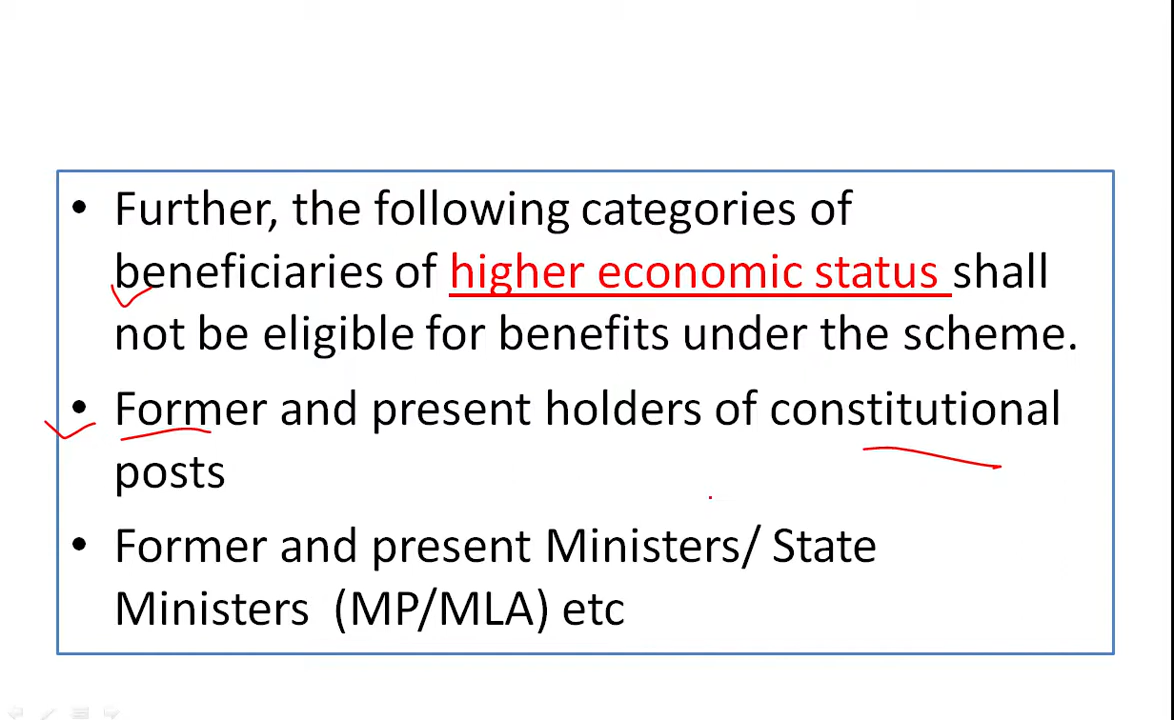 • Further, the following categories of
beneficiaries of higher economic status shall
not be eligible for benefits under the scheme.
• Former and present holders of constitutional
posts
• Former and present Ministers/ State
Ministers (MP/MLA) etc